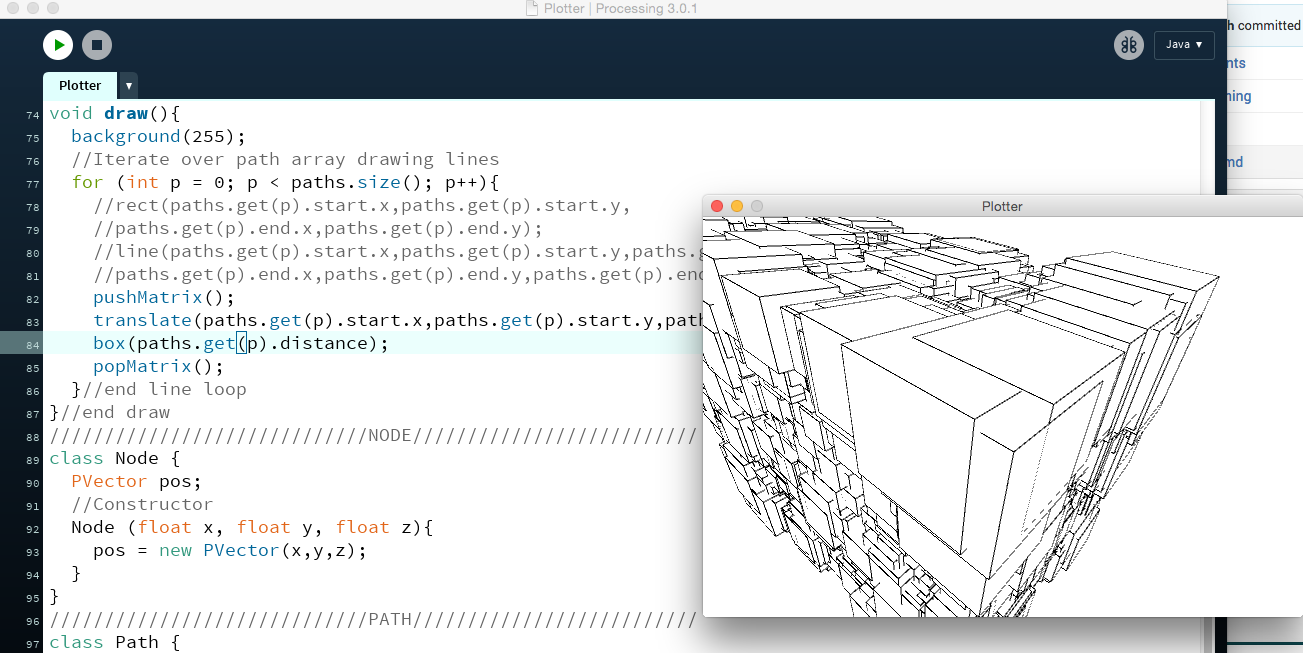 Plotter | Processing 3.0.1
Java ▼
h committed
Plotter ▼
74 void draw(){
75 background(255);
76 //Iterate over path array drawing lines
77 for (int p = 0; p < paths.size(); p++){
78 //rect(paths.get(p).start.x,paths.get(p).start.y,
79 //paths.get(p).end.x,paths.get(p).end.y);
80 //line(paths.get(p).start.x,paths.get(p).start.y,paths.
81 //paths.get(p).end.x,paths.get(p).end.y,paths.get(p).end
82 pushMatrix();
83 translate(paths.get(p).start.x,paths.get(p).start.y,path
84 box(paths.get(p).distance);
85 popMatrix();
86 }//end line loop
87 }//end draw
88 /////////////////////////////NODE//////////////////////////
89 class Node {
90 PVector pos;
91 //Constructor
92 Node (float x, float y, float z){
93 pos = new PVector(x,y,z);
94 }
95 }
96 /////////////////////////////PATH//////////////////////////
97 class Path {
Plotter
nts
ning
md